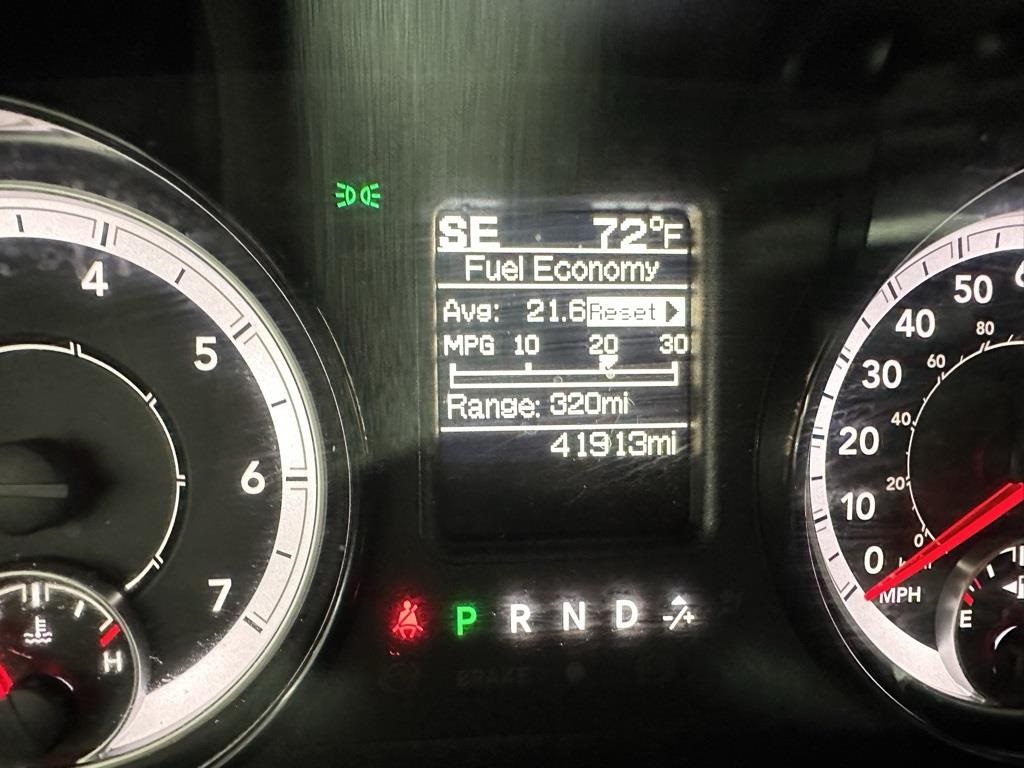 SE 72°F
Fuel Economy
Avg: 21.6 Reset
MPG 10 20 30
Range: 320mi
41913mi
P R N D -/+
BRAKE
4
5
6
7
H
50
40
30
20
10
0
MPH
80
60
40
20
0
E